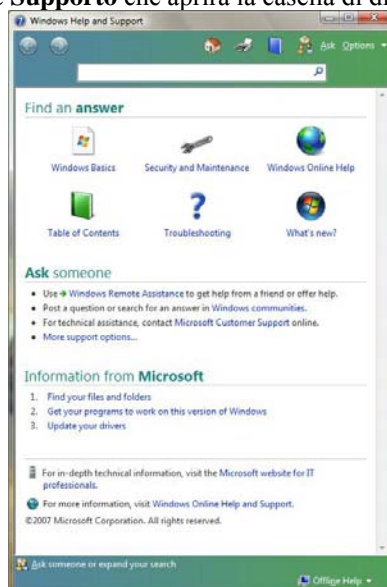 Supporto che aprirà la casella di di
Windows Help and Support
Ask Options
Find an answer
Windows Basics
Security and Maintenance
Windows Online Help
Table of Contents
Troubleshooting
What's new?
Ask someone
• Use Windows Remote Assistance to get help from a friend or offer help.
• Post a question or search for an answer in Windows communities.
• For technical assistance, contact Microsoft Customer Support online.
• More support options...
Information from Microsoft
1. Find your files and folders
2. Get your programs to work on this version of Windows
3. Update your drivers
For in-depth technical information, visit the Microsoft website for IT
professionals.
For more information, visit Windows Online Help and Support.
©2007 Microsoft Corporation. All rights reserved.
Ask someone or expand your search
Offline Help